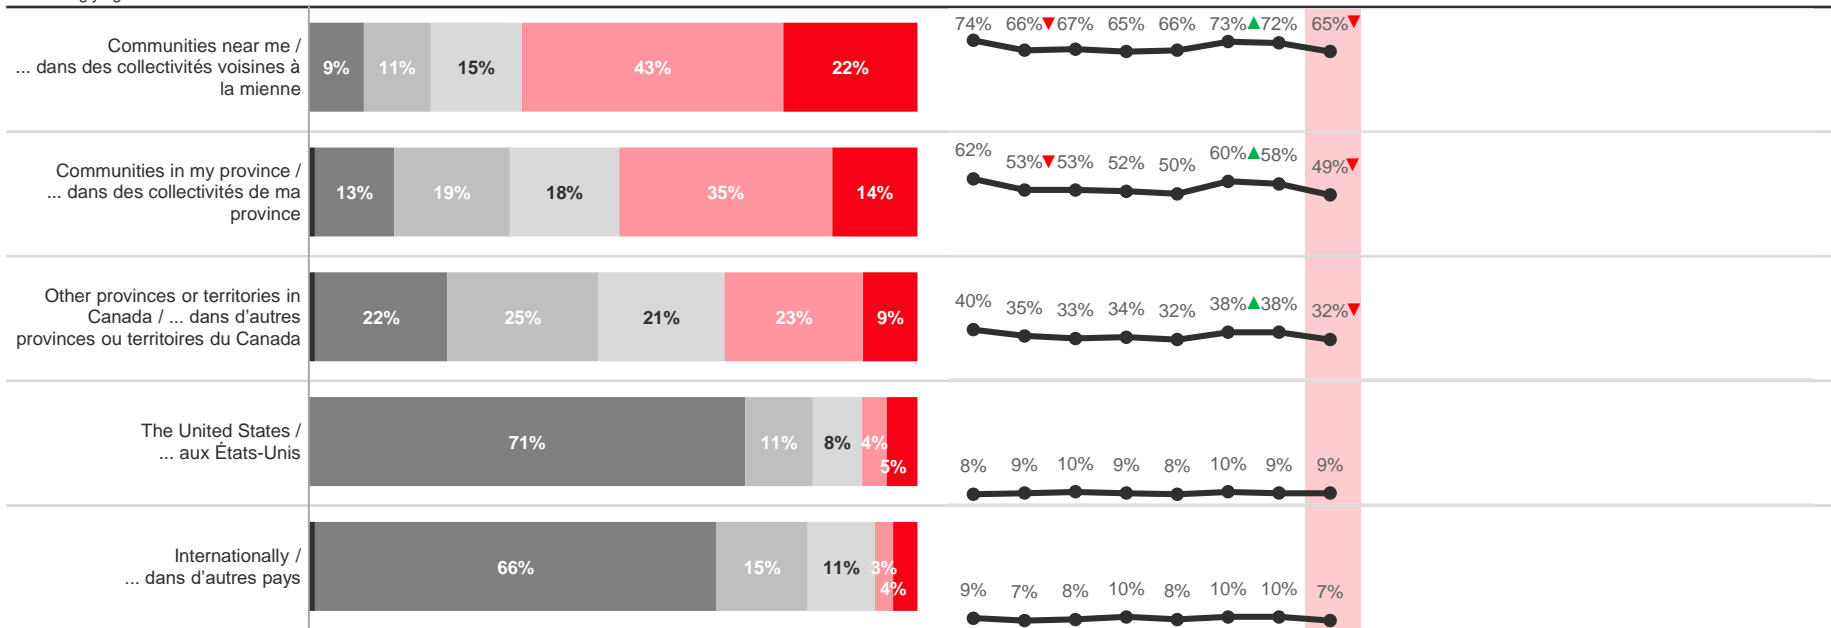 Communities near me /
... dans des collectivités voisines à
la mienne
9% 11% 15% 43% 22%
74% 66%▼67% 65% 66% 73%▲72% 65%▼
Communities in my province /
... dans des collectivités de ma
province
13% 19% 18% 35% 14%
62% 53%▼53% 52% 50% 60%▲58% 49%▼
Other provinces or territories in
Canada / ... dans d'autres
provinces ou territoires du Canada
22% 25% 21% 23% 9%
40% 35% 33% 34% 32% 38%▲38% 32%▼
The United States /
... aux États-Unis
71% 11% 8% 4% 5%
8% 9% 10% 9% 8% 10% 9% 9%
Internationally /
... dans d'autres pays
66% 15% 11% 3% 4%
9% 7% 8% 10% 8% 10% 10% 7%